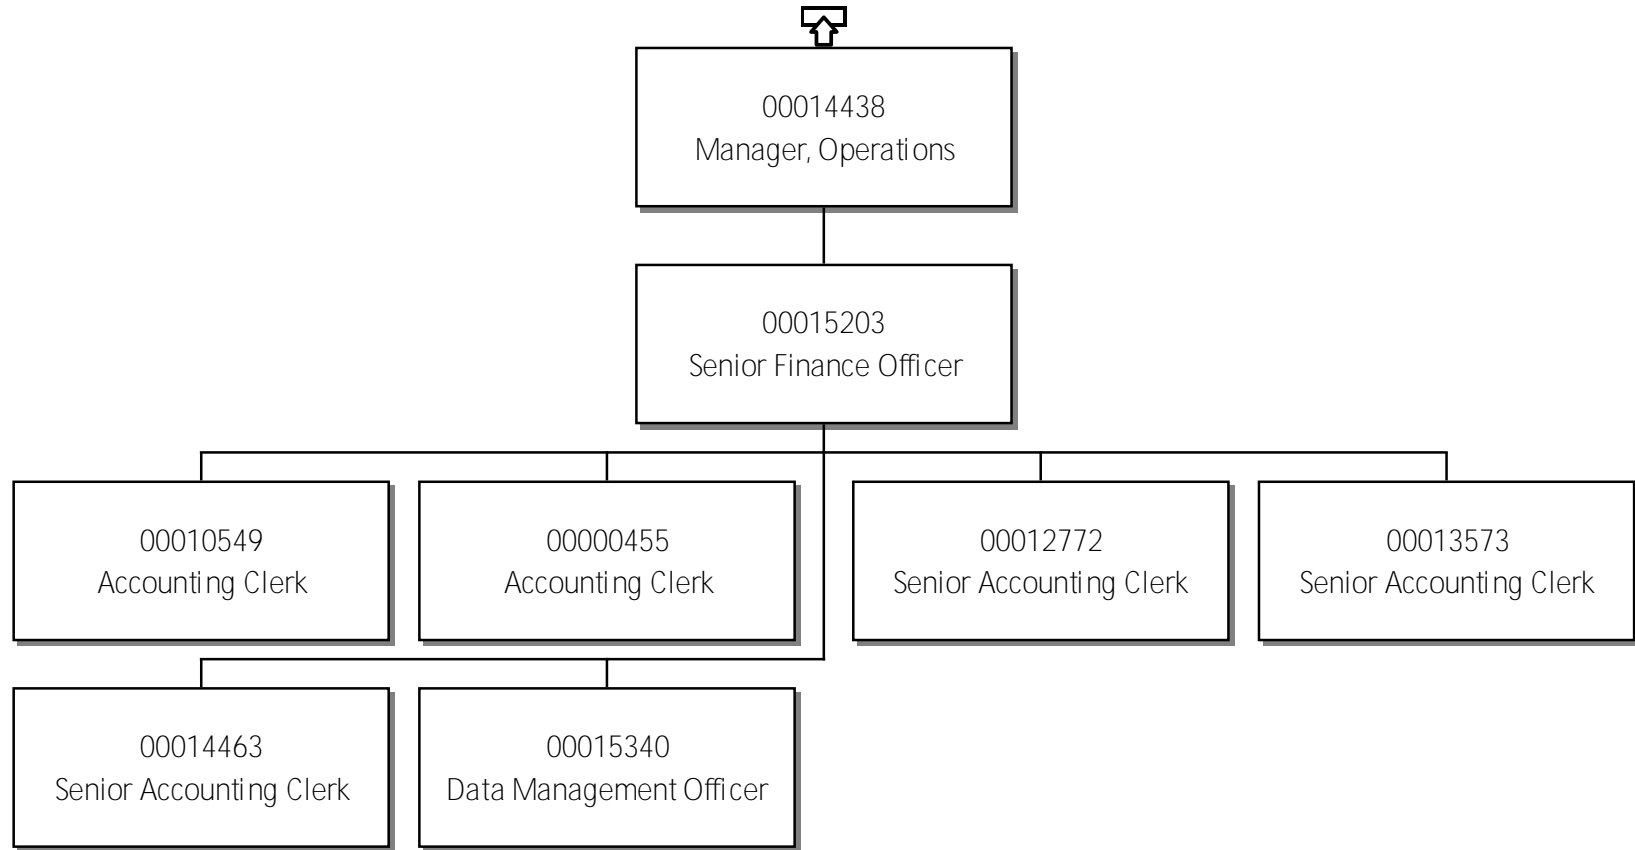 00014438
Manager, Operations
00015203
Senior Finance Officer
00010549
Accounting Clerk
00000455
Accounting Clerk
00012772
Senior Accounting Clerk
00013573
Senior Accounting Clerk
00014463
Senior Accounting Clerk
00015340
Data Management Officer